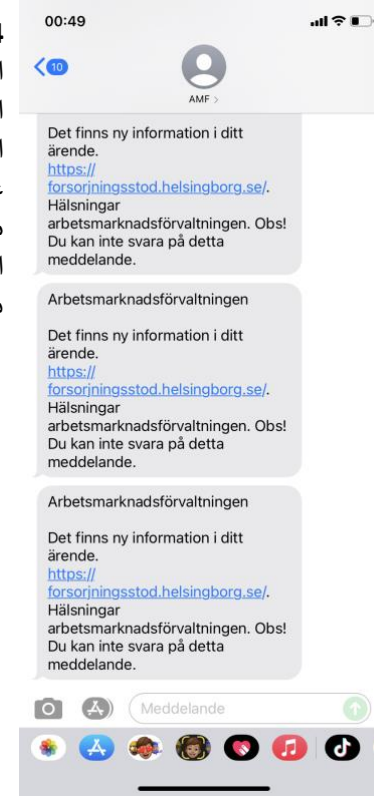 00:49
10
AMF >
Det finns ny information i ditt
ärende.
https://
forsorjningsstod.helsingborg.se/.
Hälsningar
arbetsmarknadsförvaltningen. Obs!
Du kan inte svara på detta
meddelande.
Arbetsmarknadsförvaltningen
Det finns ny information i ditt
ärende.
https://
forsorjningsstod.helsingborg.se/.
Hälsningar
arbetsmarknadsförvaltningen. Obs!
Du kan inte svara på detta
meddelande.
Arbetsmarknadsförvaltningen
Det finns ny information i ditt
ärende.
https://
forsorjningsstod.helsingborg.se/.
Hälsningar
arbetsmarknadsförvaltningen. Obs!
Du kan inte svara på detta
meddelande.
Meddelande